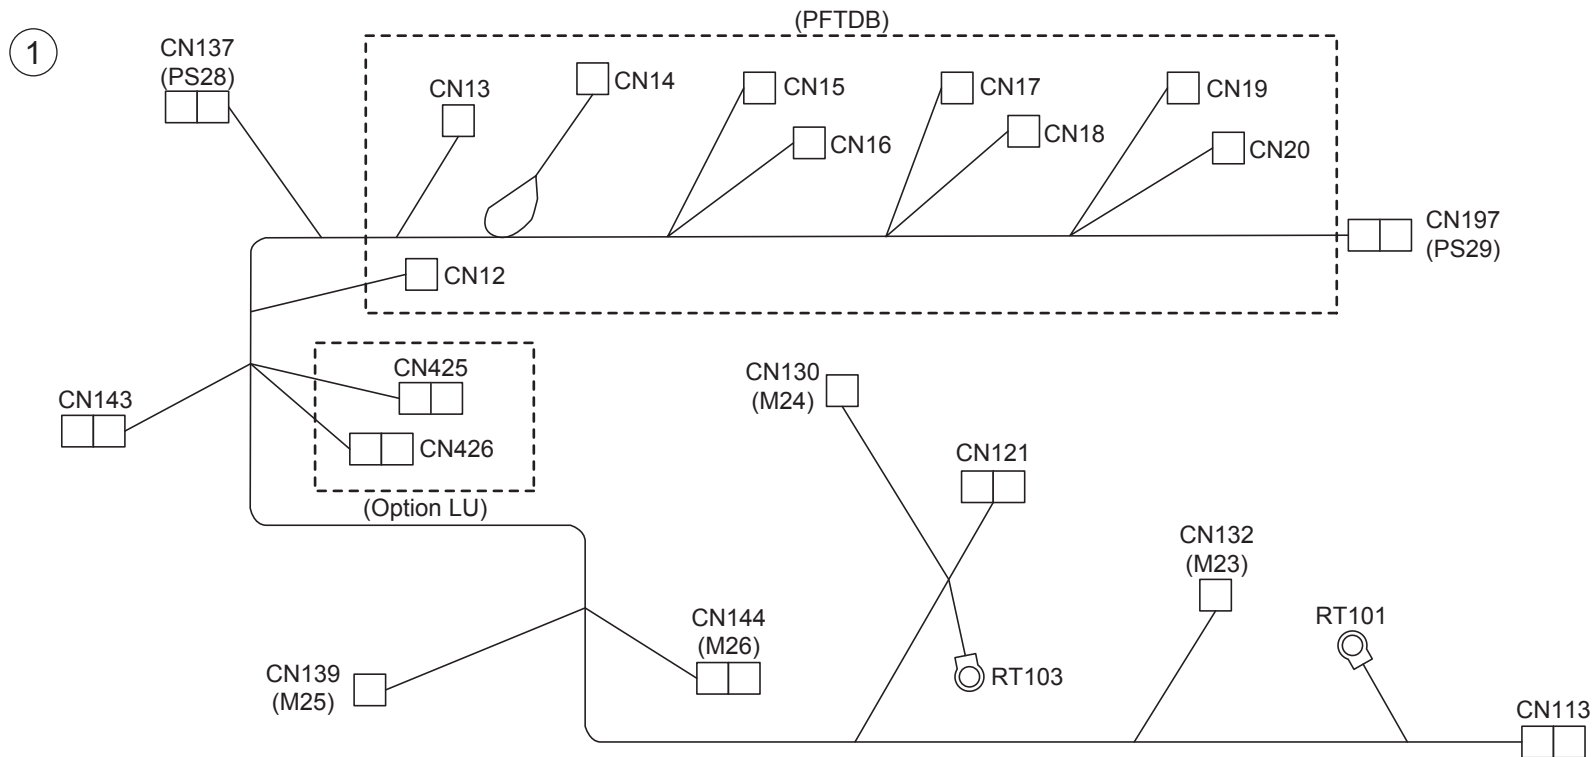 (PFTDB)
1
CN137
(PS28)
CN13
CN14
CN15
CN16
CN17
CN18
CN19
CN20
CN197
(PS29)
CN12
CN425
CN426
(Option LU)
CN143
CN130
(M24)
CN121
CN132
(M23)
RT101
CN144
(M26)
CN139
(M25)
RT103
CN113